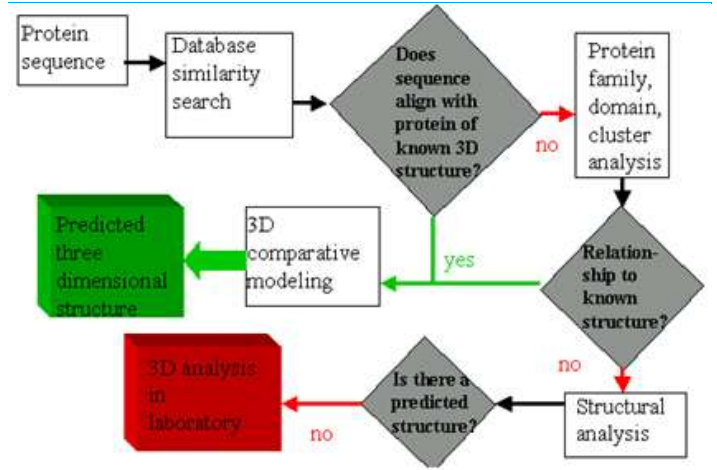 Protein
sequence
Database
similarity
search
Does
sequence
align with
protein of
known 3D
structure?
no
Protein
family,
domain,
cluster
analysis
Relation-
ship to
known
structure?
yes
3D
comparative
modeling
Predicted
three
dimensional
structure
no
Structural
analysis
Is there a
predicted
structure?
no
3D analysis
in
laboratory